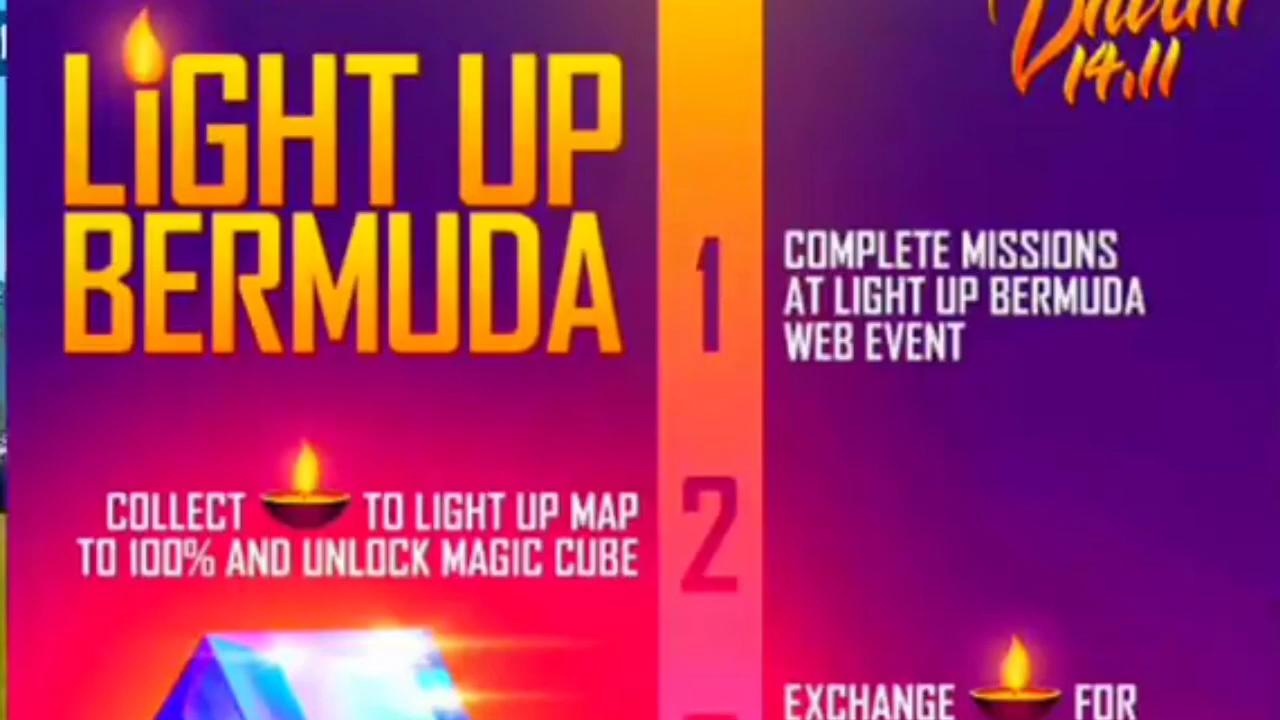 LiGHT UP
BERMUDA
14.11
1
COMPLETE MISSIONS
AT LIGHT UP BERMUDA
WEB EVENT
2
COLLECT TO LIGHT UP MAP
TO 100% AND UNLOCK MAGIC CUBE
EXCHANGE FOR